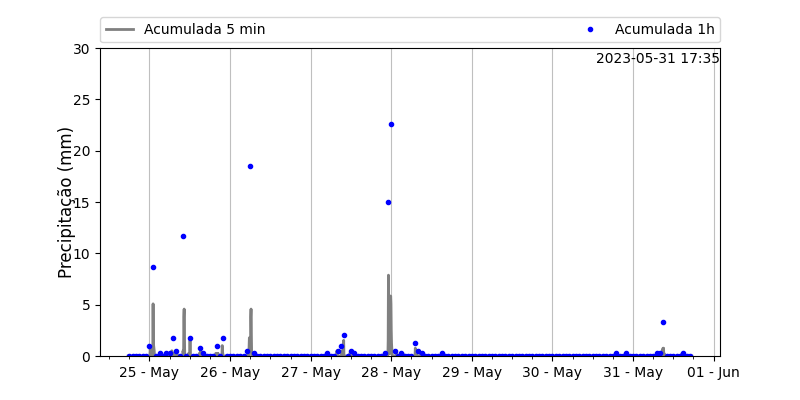 Acumulada 5 min Acumulada 1h
2023-05-31 17:35
Precipitação (mm)
30
25
20
15
10
5
0
25 - May 26 - May 27 - May 28 - May 29 - May 30 - May 31 - May 01 - Jun